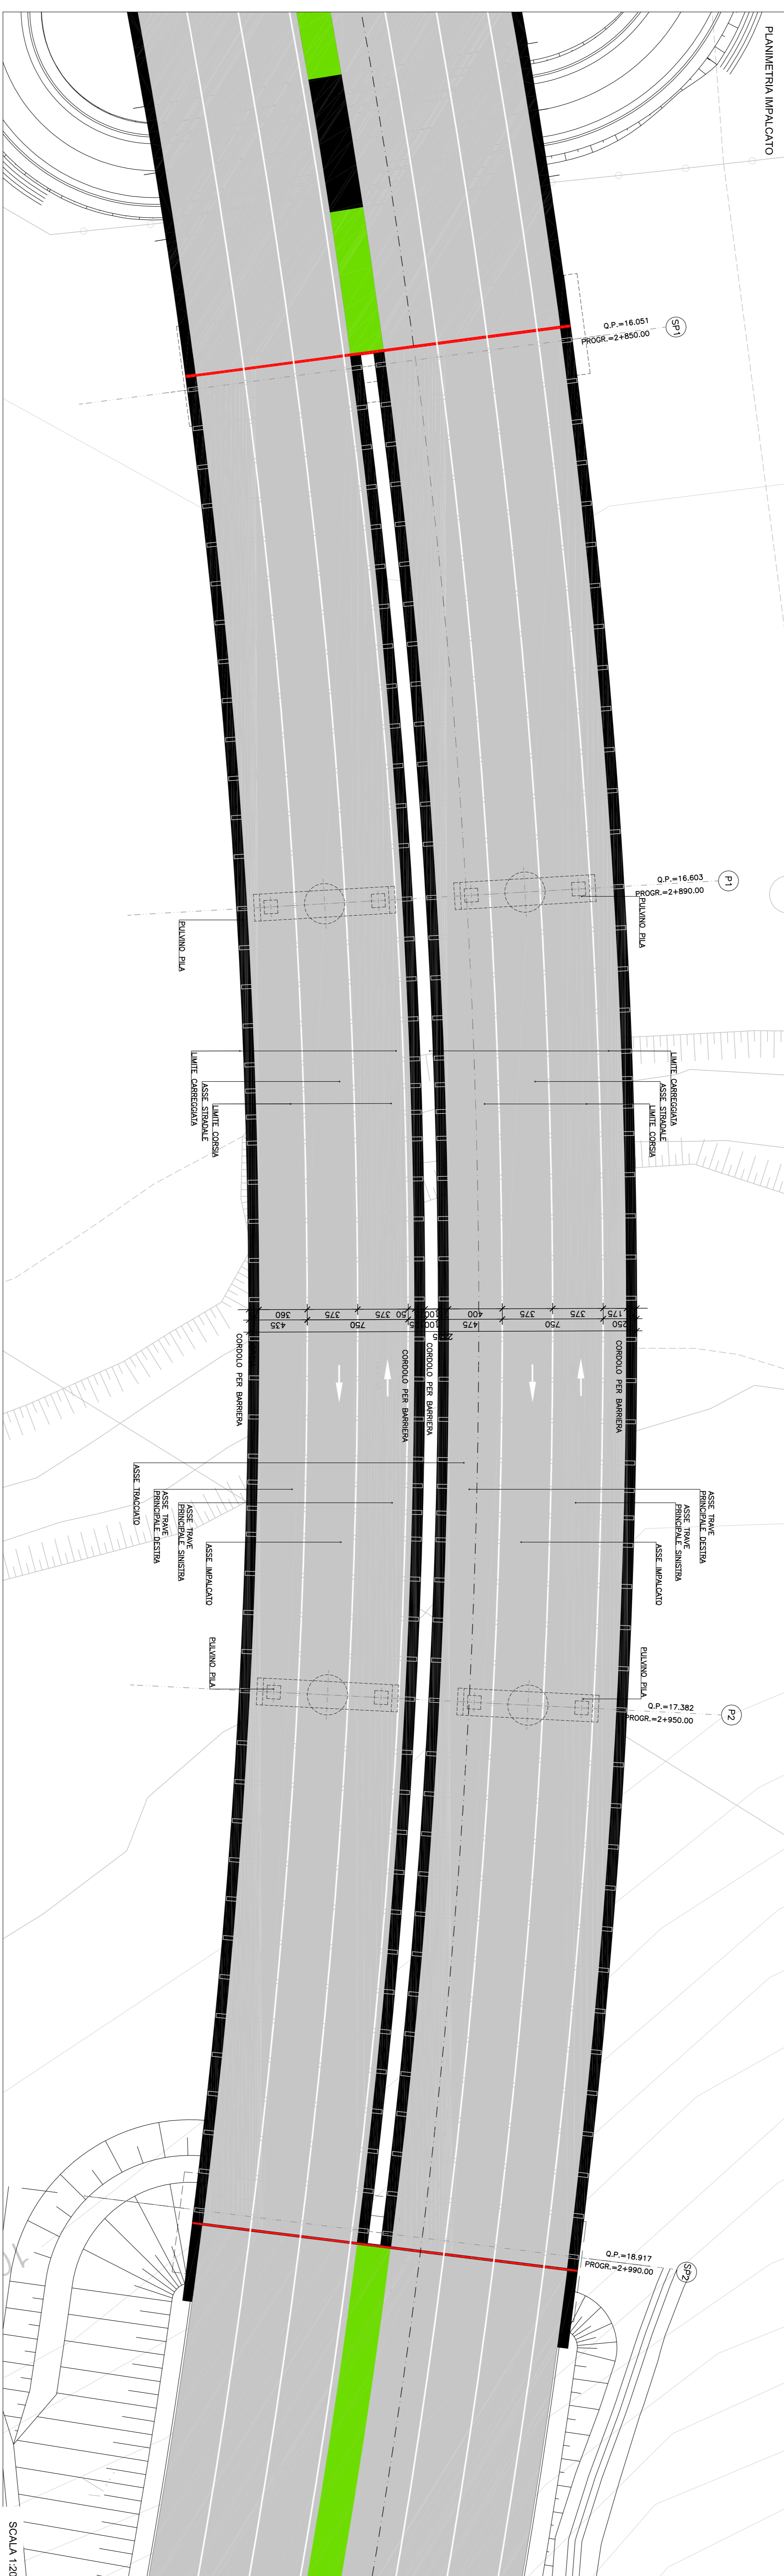 PLANIMETRIA IMPALCATO
SP1
Q.P.=16.051
PROGR.=2+850.00
P1
Q.P.=16.603
PROGR.=2+890.00
PULVINO PILA
PULVINO PILA
LIMITE CARREGGIATA
ASSE STRADALE
LIMITE CORSIA
LIMITE CARREGGIATA
ASSE STRADALE
LIMITE CORSIA
360
375
375
400
375
375
175
435
750
475
750
250
CORDOLO PER BARRIERA
CORDOLO PER BARRIERA
CORDOLO PER BARRIERA
CORDOLO PER BARRIERA
ASSE TRAVE
PRINCIPALE DESTRA
ASSE TRAVE
PRINCIPALE SINISTRA
ASSE IMPALCATO
ASSE IMPALCATO
ASSE TRAVE
PRINCIPALE SINISTRA
ASSE TRAVE
PRINCIPALE DESTRA
ASSE TRACCIATO
PULVINO PILA
PULVINO PILA
P2
Q.P.=17.382
PROGR.=2+950.00
SP2
Q.P.=18.917
PROGR.=2+990.00
SCALA